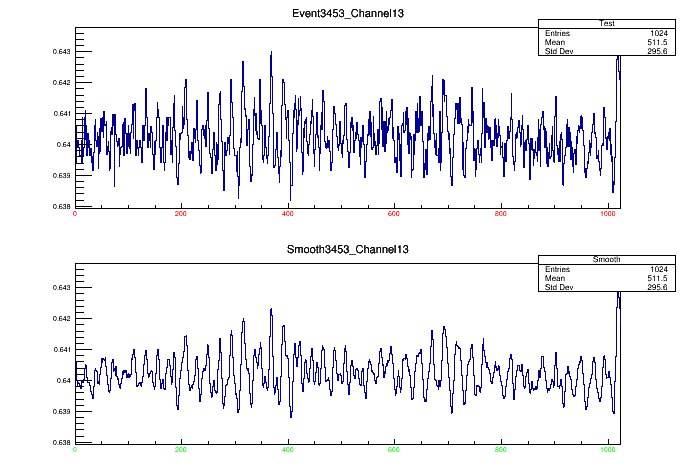 Event3453_Channel13
Test
Entries 1024
Mean 511.5
Std Dev 295.6
0.643
0.642
0.641
0.64
0.639
0.638
0 200 400 600 800 1000
Smooth3453_Channel13
Smooth
Entries 1024
Mean 511.5
Std Dev 295.6
0.643
0.642
0.641
0.64
0.639
0.638
0 200 400 600 800 1000